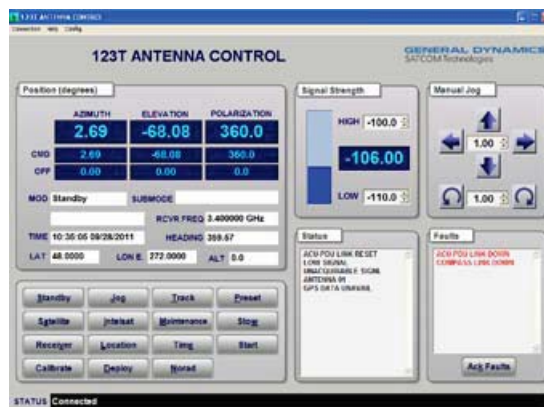 123T ANTENNA CONTROL
Connection Help Config
123T ANTENNA CONTROL
GENERAL DYNAMICS
SATCOM Technologies
Position (degrees)
AZIMUTH ELEVATION POLARIZATION
2.69 -68.08 360.0
CMD 2.69 -68.08 360.0
OFF 0.00 0.00 0.0
MOD Standby SUBMODE
RCVR FREQ 3.400000 GHz
TIME 10:35:05 09/28/2011 HEADING 359.57
LAT 48.0000 LON E. 272.0000 ALT 0.0
Standby Jog Track Preset
Satellite Intelsat Maintenance Stow
Receiver Location Time Start
Calibrate Deploy Norad
Signal Strength
HIGH -100.0
-106.00
LOW -110.0
Manual Jog
1.00
1.00
Status
ACU PDU LINK RESET
LOW SIGNAL
UNACQUIRABLE SIGNL
ANTENNA 01
GPS DATA UNAVAIL
Faults
ACU PDU LINK DOWN
COMPASS LINK DOWN
Ack Faults
STATUS Connected